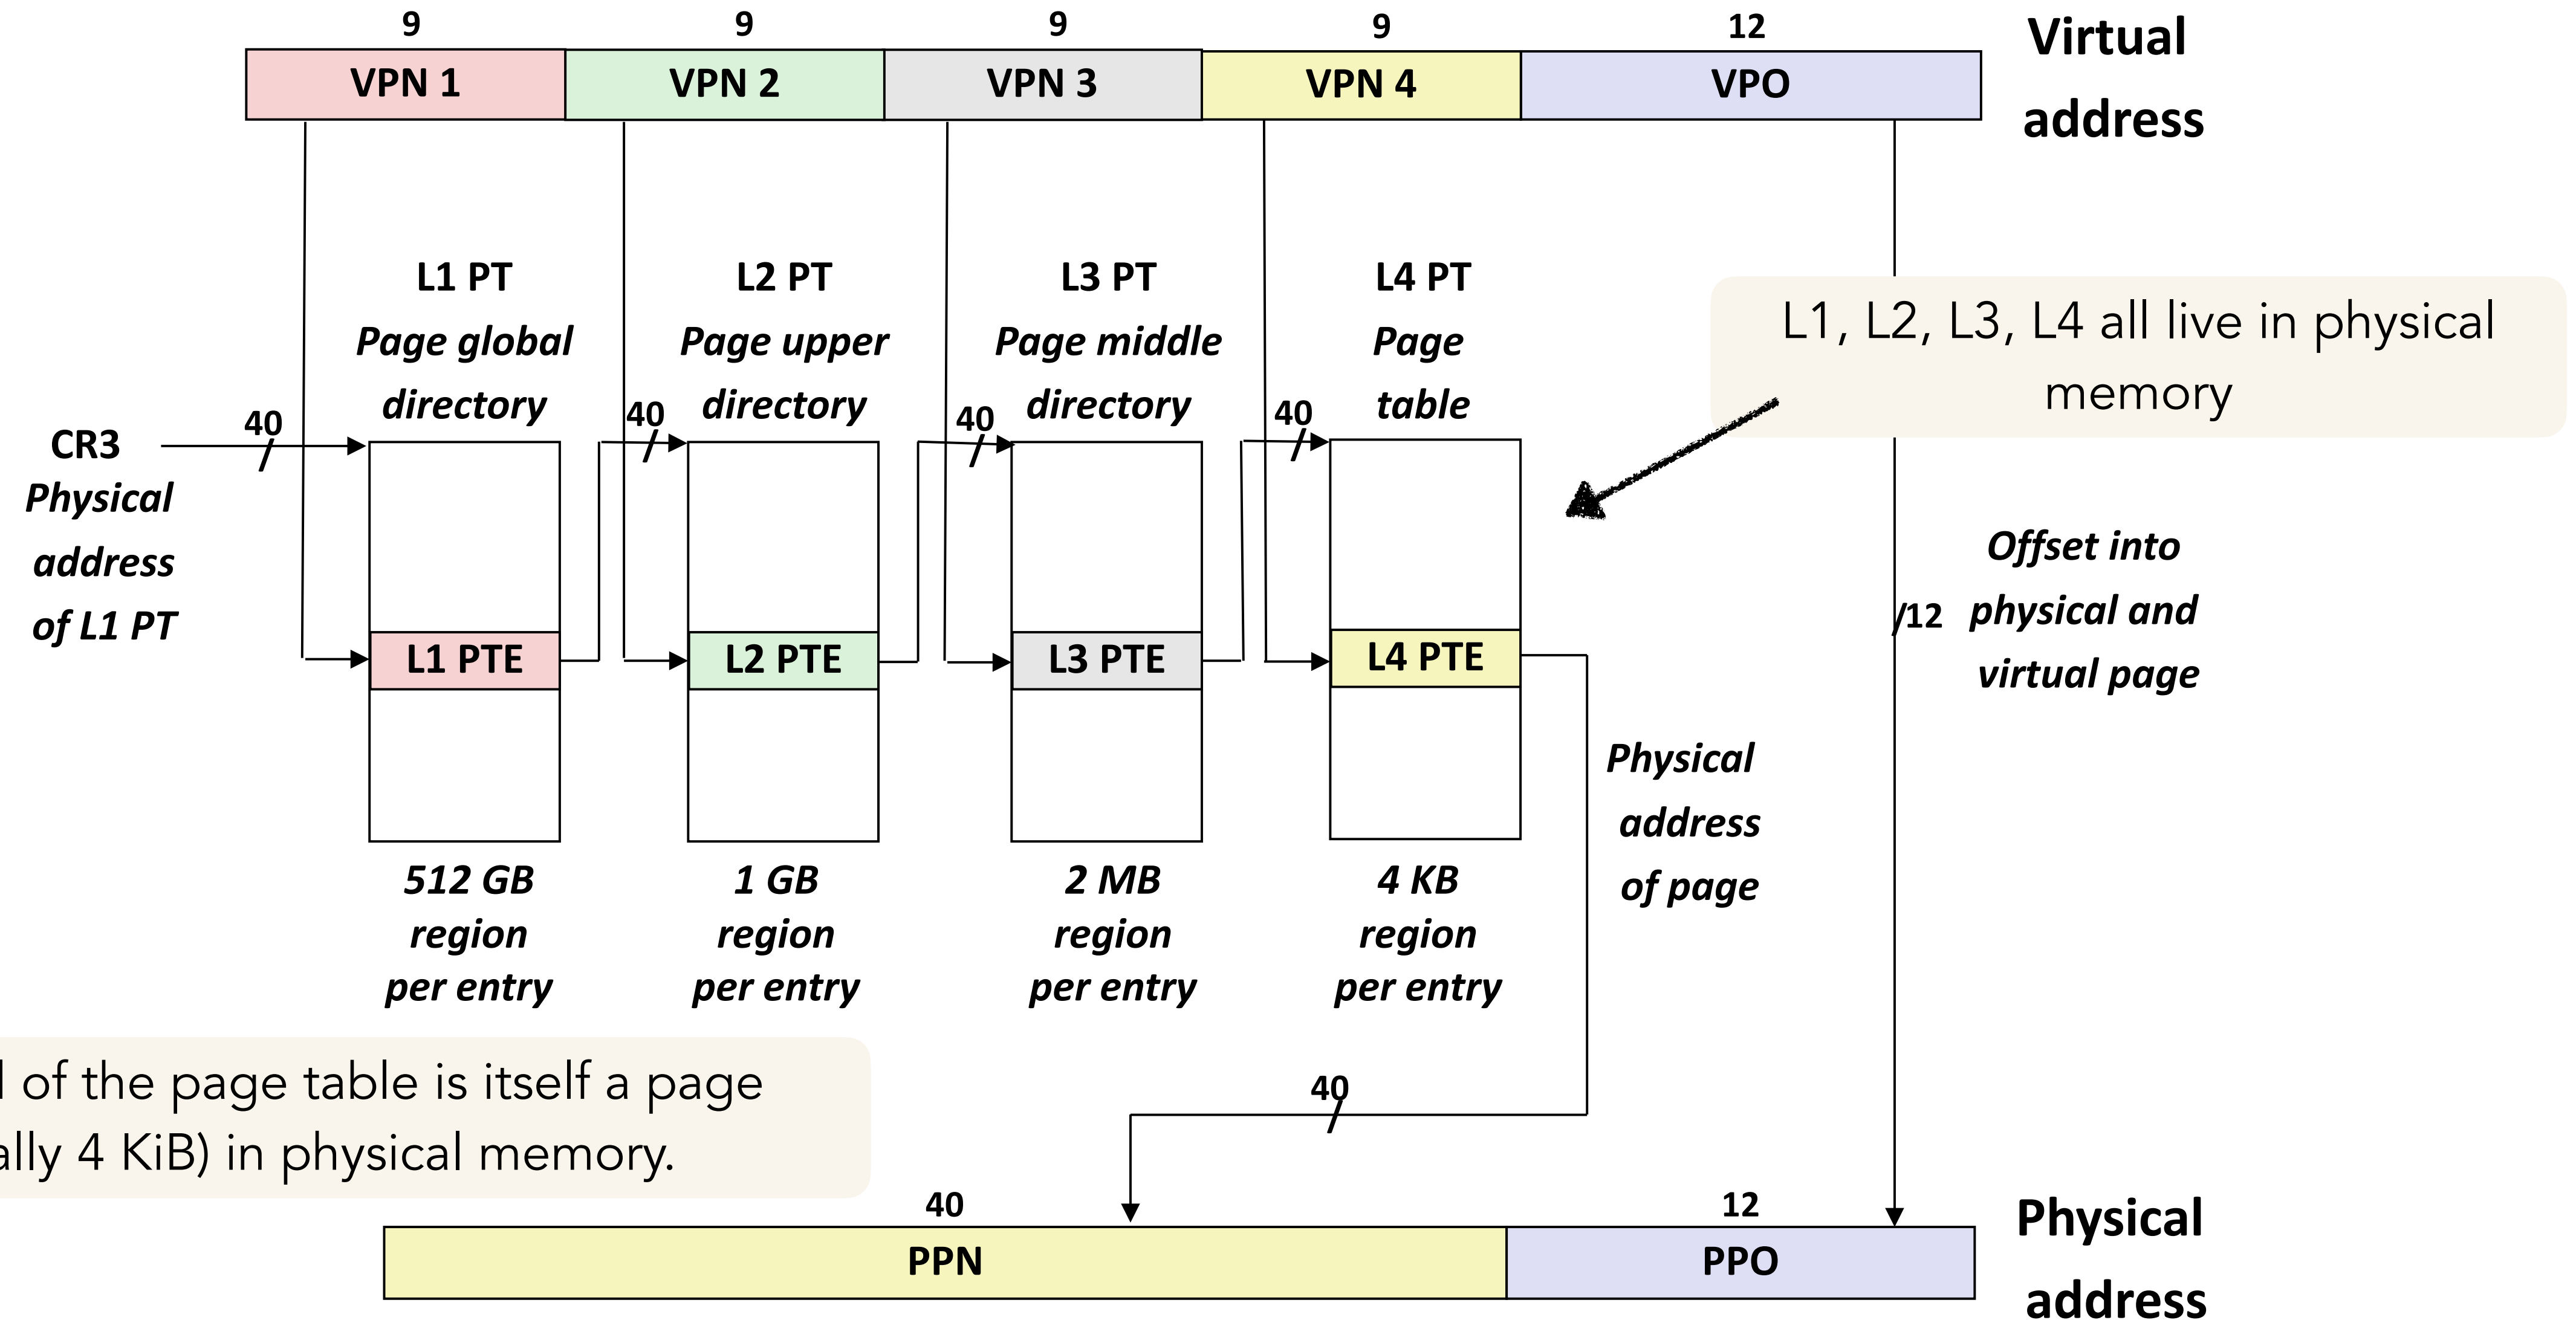 9 9 9 9 12
VPN 1 VPN 2 VPN 3 VPN 4 VPO
Virtual
address
L1 PT
Page global
directory
L2 PT
Page upper
directory
L3 PT
Page middle
directory
L4 PT
Page
table
L1, L2, L3, L4 all live in physical
memory
40
40
40
40
CR3
Physical
address
of L1 PT
L1 PTE
L2 PTE
L3 PTE
L4 PTE
/12
Offset into
physical and
virtual page
512 GB
region
per entry
1 GB
region
per entry
2 MB
region
per entry
4 KB
region
per entry
Physical
address
of page
of the page table is itself a page
4 KiB) in physical memory.
40
40 12
PPN PPO
Physical
address